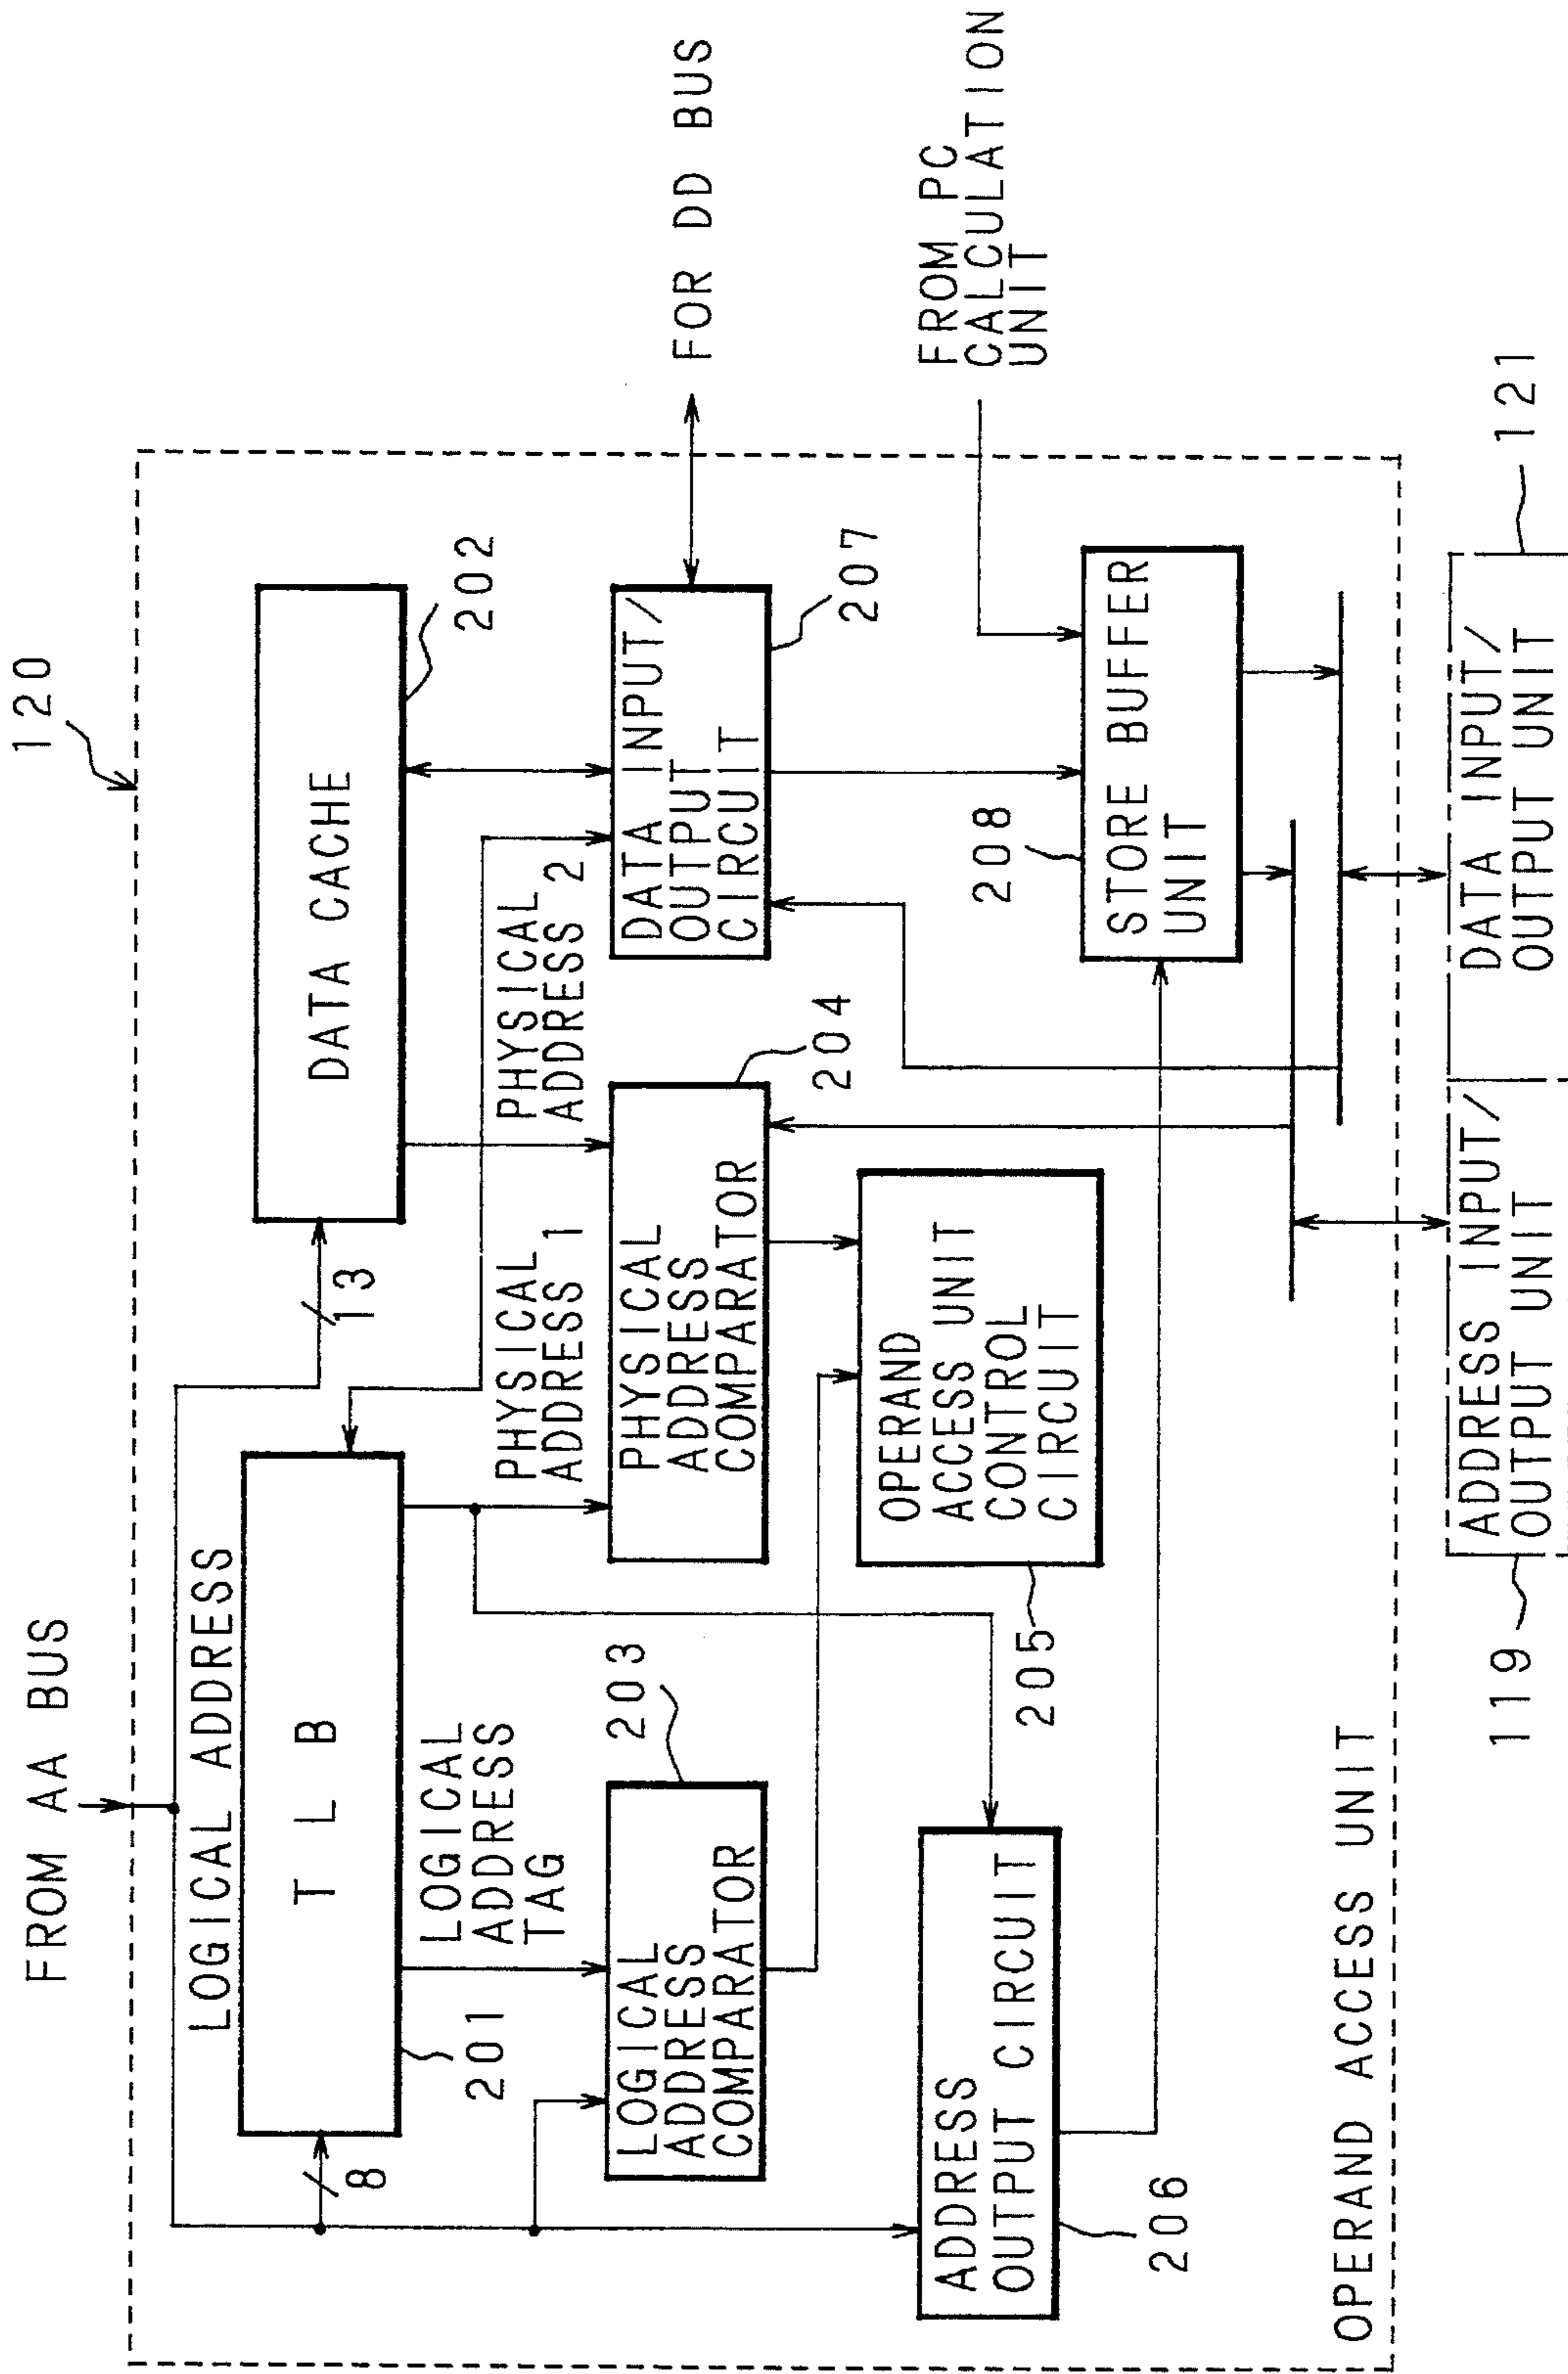 120
FROM AA BUS
LOGICAL ADDRESS
T L B
201
8
13
DATA CACHE
202
LOGICAL
ADDRESS
TAG
PHYSICAL
ADDRESS 1
PHYSICAL
ADDRESS 2
FOR DD BUS
LOGICAL
ADDRESS
COMPARATOR
203
PHYSICAL
ADDRESS
COMPARATOR
204
DATA INPUT/
OUTPUT
CIRCUIT
207
OPERAND
ACCESS UNIT
CONTROL
CIRCUIT
205
FROM PC
CALCULATION
UNIT
ADDRESS
OUTPUT CIRCUIT
206
208
STORE BUFFER
UNIT
OPERAND ACCESS UNIT
119
ADDRESS INPUT/
OUTPUT UNIT
DATA INPUT/
OUTPUT UNIT
121